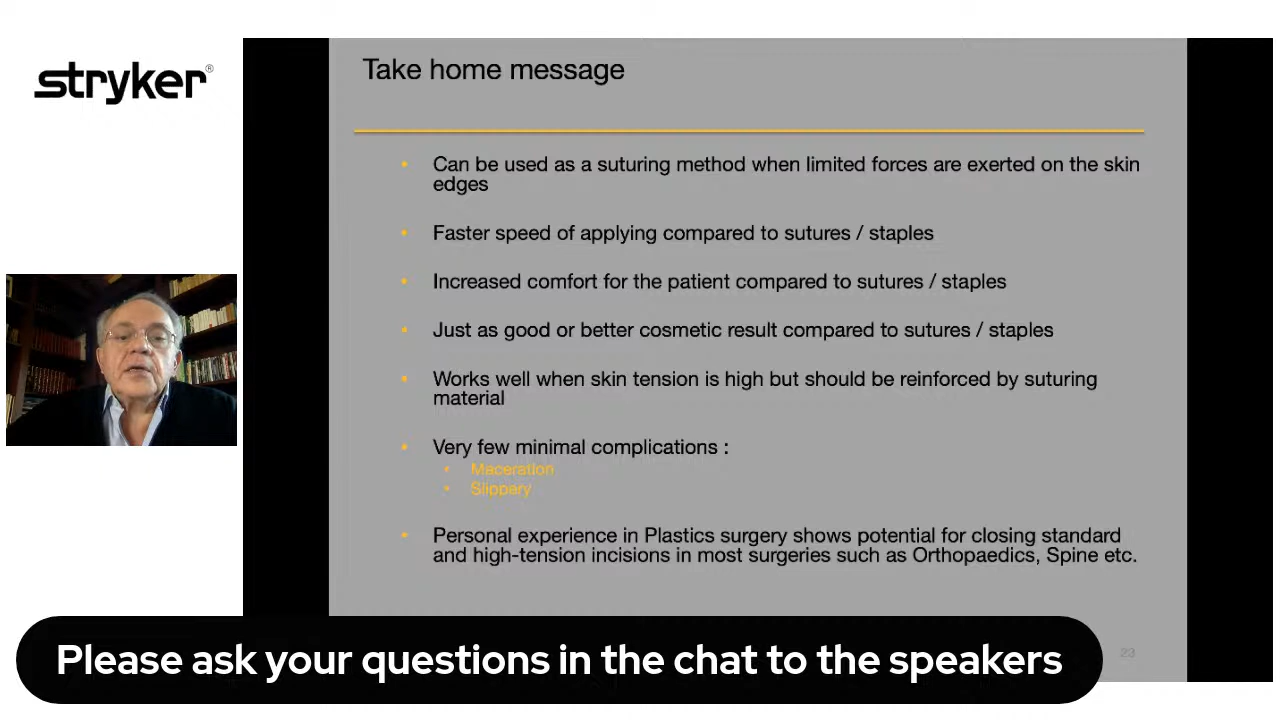 stryker®
Take home message
• Can be used as a suturing method when limited forces are exerted on the skin
edges
• Faster speed of applying compared to sutures / staples
• Increased comfort for the patient compared to sutures / staples
• Just as good or better cosmetic result compared to sutures / staples
• Works well when skin tension is high but should be reinforced by suturing
material
• Very few minimal complications :
• Maceration
• Slippery
• Personal experience in Plastics surgery shows potential for closing standard
and high-tension incisions in most surgeries such as Orthopaedics, Spine etc.
23
Please ask your questions in the chat to the speakers